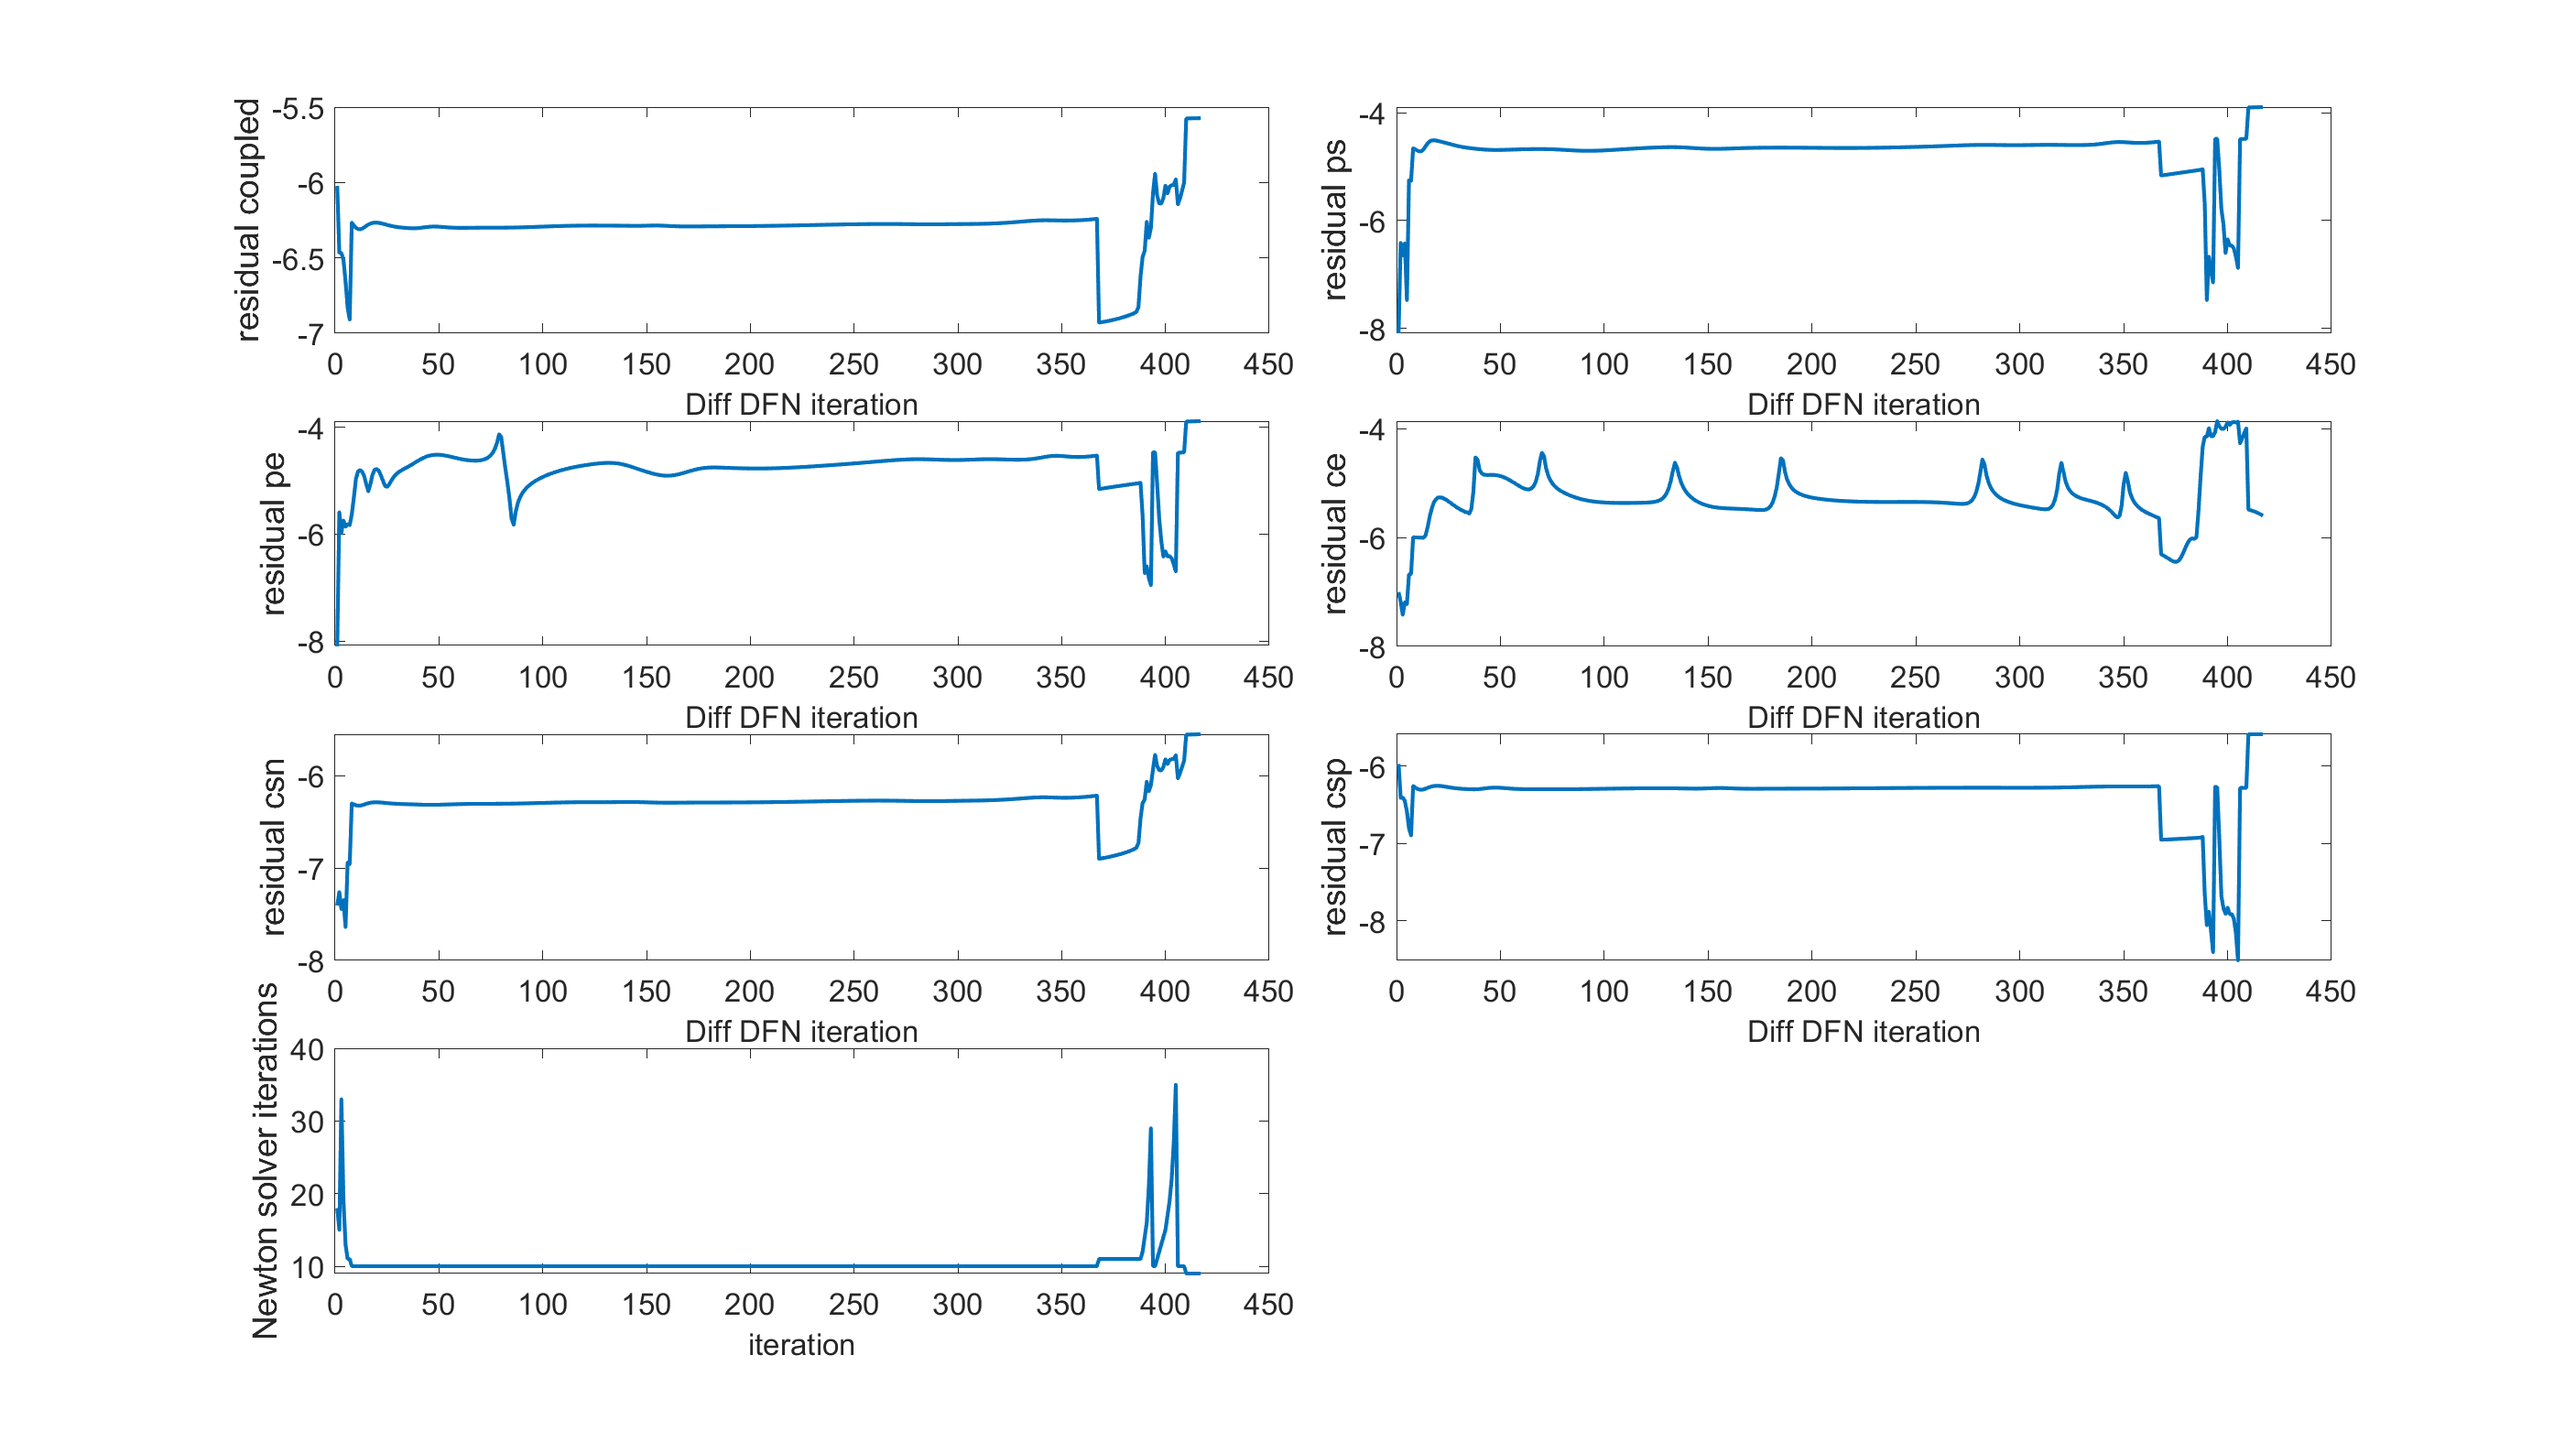 residual coupled
-5.5
-6
-6.5
-7
0 50 100 150 200 250 300 350 400 450
Diff DFN iteration
residual ps
-4
-6
-8
0 50 100 150 200 250 300 350 400 450
Diff DFN iteration
residual pe
-4
-6
-8
0 50 100 150 200 250 300 350 400 450
Diff DFN iteration
residual ce
-4
-6
-8
0 50 100 150 200 250 300 350 400 450
Diff DFN iteration
residual csn
-6
-7
-8
0 50 100 150 200 250 300 350 400 450
Diff DFN iteration
residual csp
-6
-7
-8
0 50 100 150 200 250 300 350 400 450
Diff DFN iteration
Newton solver iterations
40
30
20
10
0 50 100 150 200 250 300 350 400 450
iteration